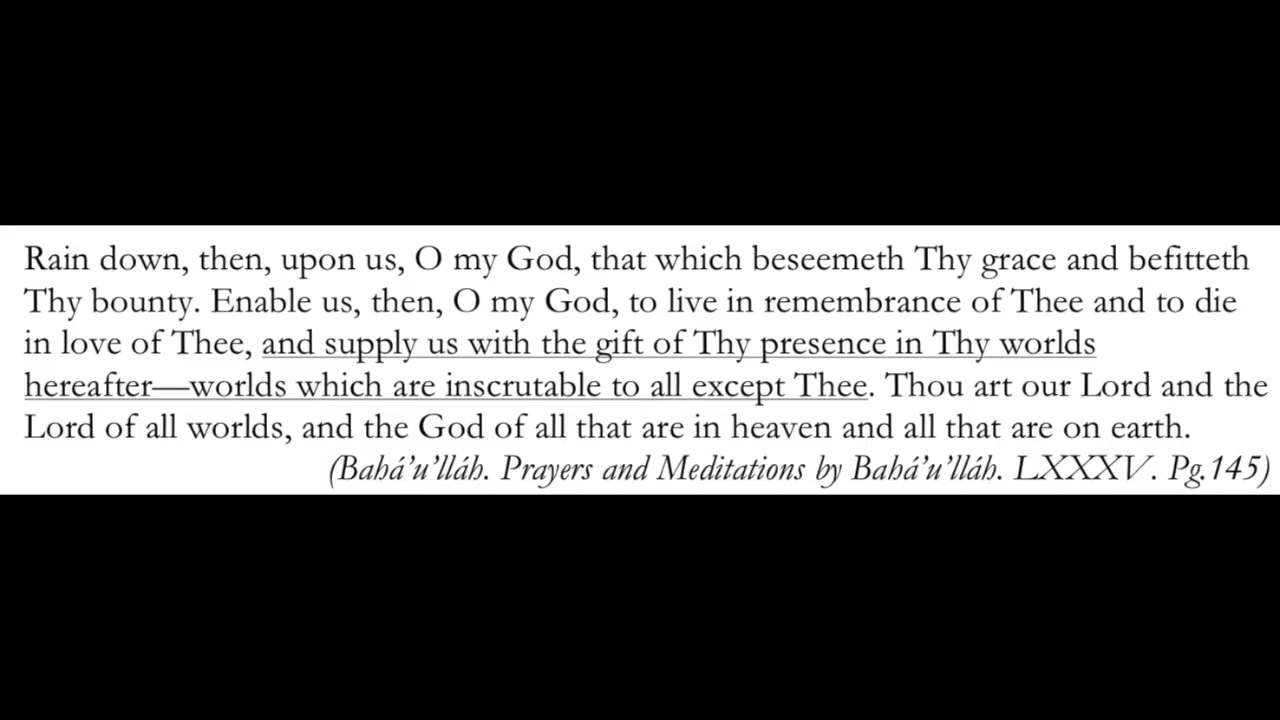 Rain down, then, upon us, O my God, that which beseemeth Thy grace and befitteth
Thy bounty. Enable us, then, O my God, to live in remembrance of Thee and to die
in love of Thee, and supply us with the gift of Thy presence in Thy worlds
hereafter—worlds which are inscrutable to all except Thee. Thou art our Lord and the
Lord of all worlds, and the God of all that are in heaven and all that are on earth.
(Bahá’u’lláh. Prayers and Meditations by Bahá’u’lláh. LXXXV. Pg.145)